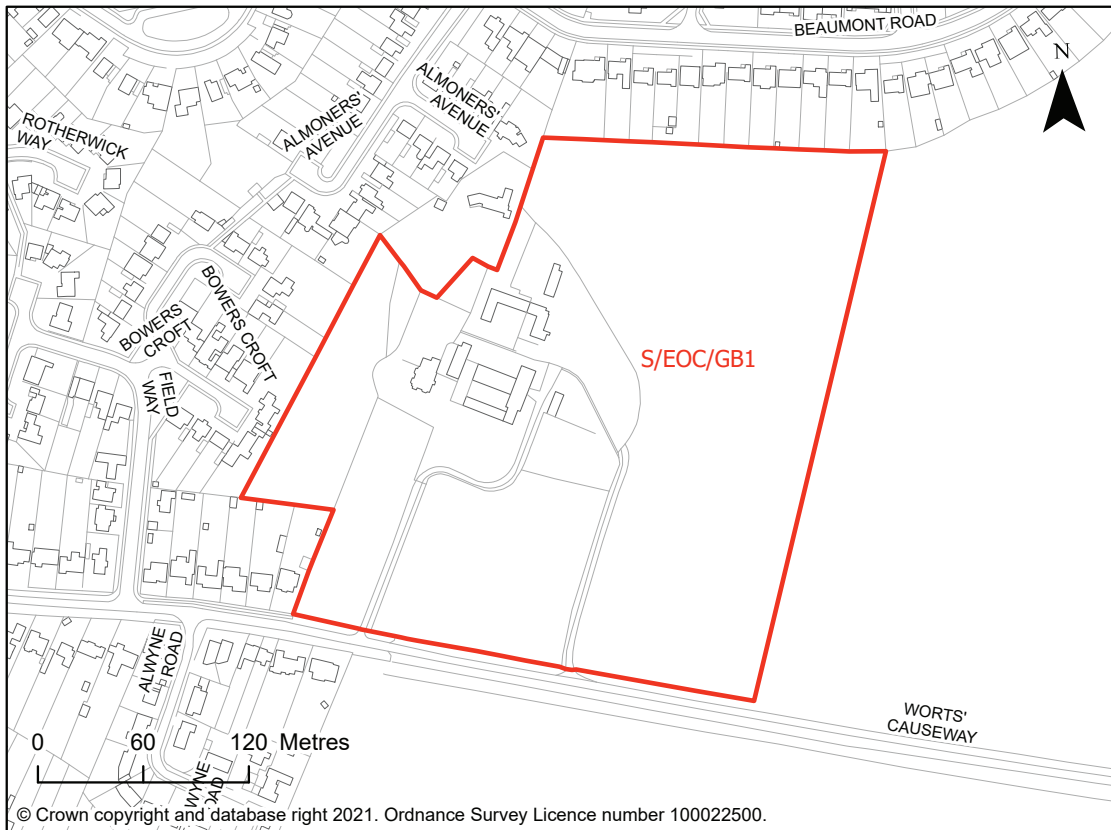 BEAUMONT ROAD
N
ALMONERS'
AVENUE
ALMONERS'
AVENUE
ROTHERWICK
WAY
BOWERS
CROFT
BOWERS
CROFT
FIELD
WAY
S/EOC/GB1
ALWYNE
ROAD
WORTS'
CAUSEWAY
0 60 120 Metres
WYNE
AD
© Crown copyright and database right 2021. Ordnance Survey Licence number 100022500.